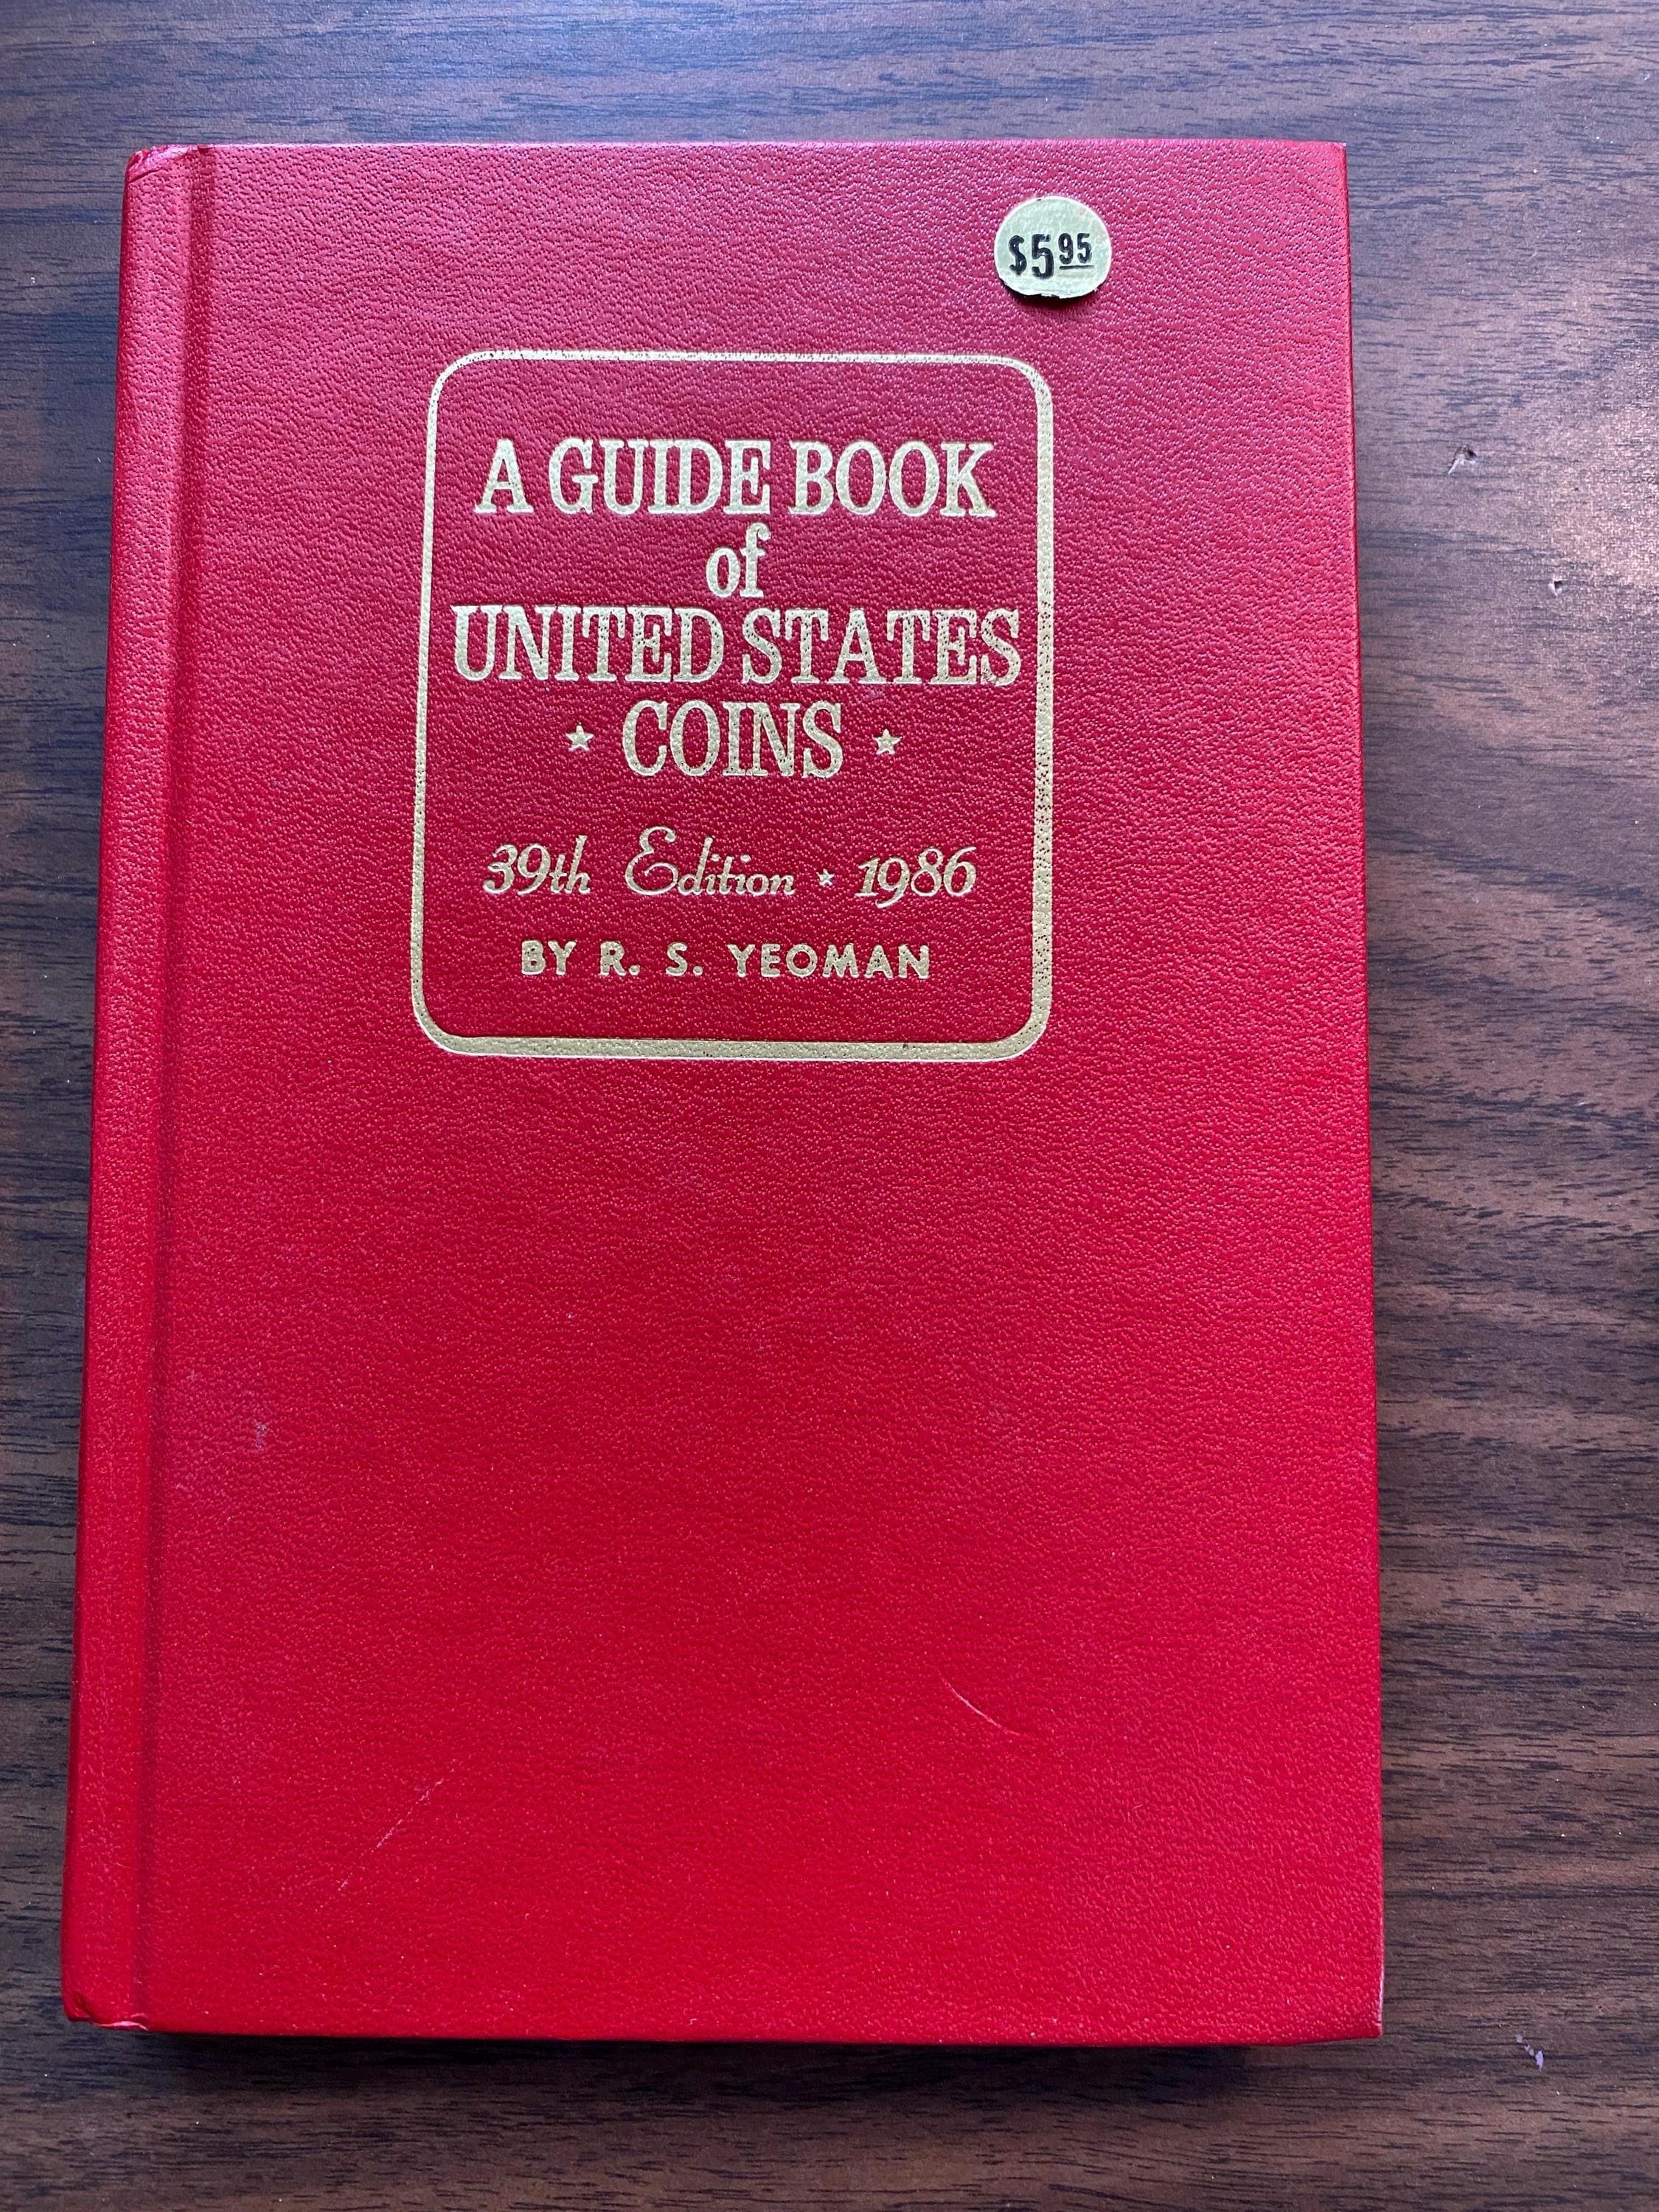 $5.95
A GUIDE BOOK
of
UNITED STATES
★ COINS ★
39th Edition ★ 1986
BY R. S. YEOMAN